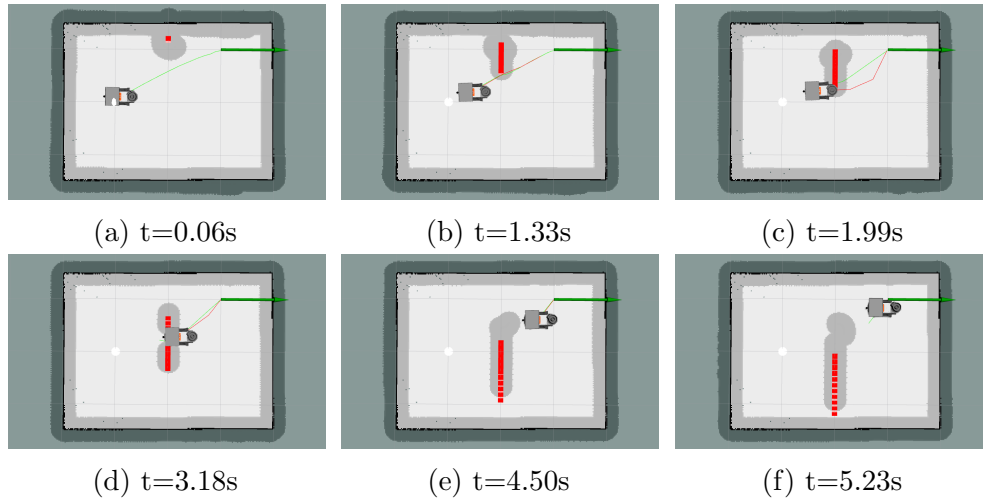 (a) t=0.06s
(b) t=1.33s
(c) t=1.99s
(d) t=3.18s
(e) t=4.50s
(f) t=5.23s